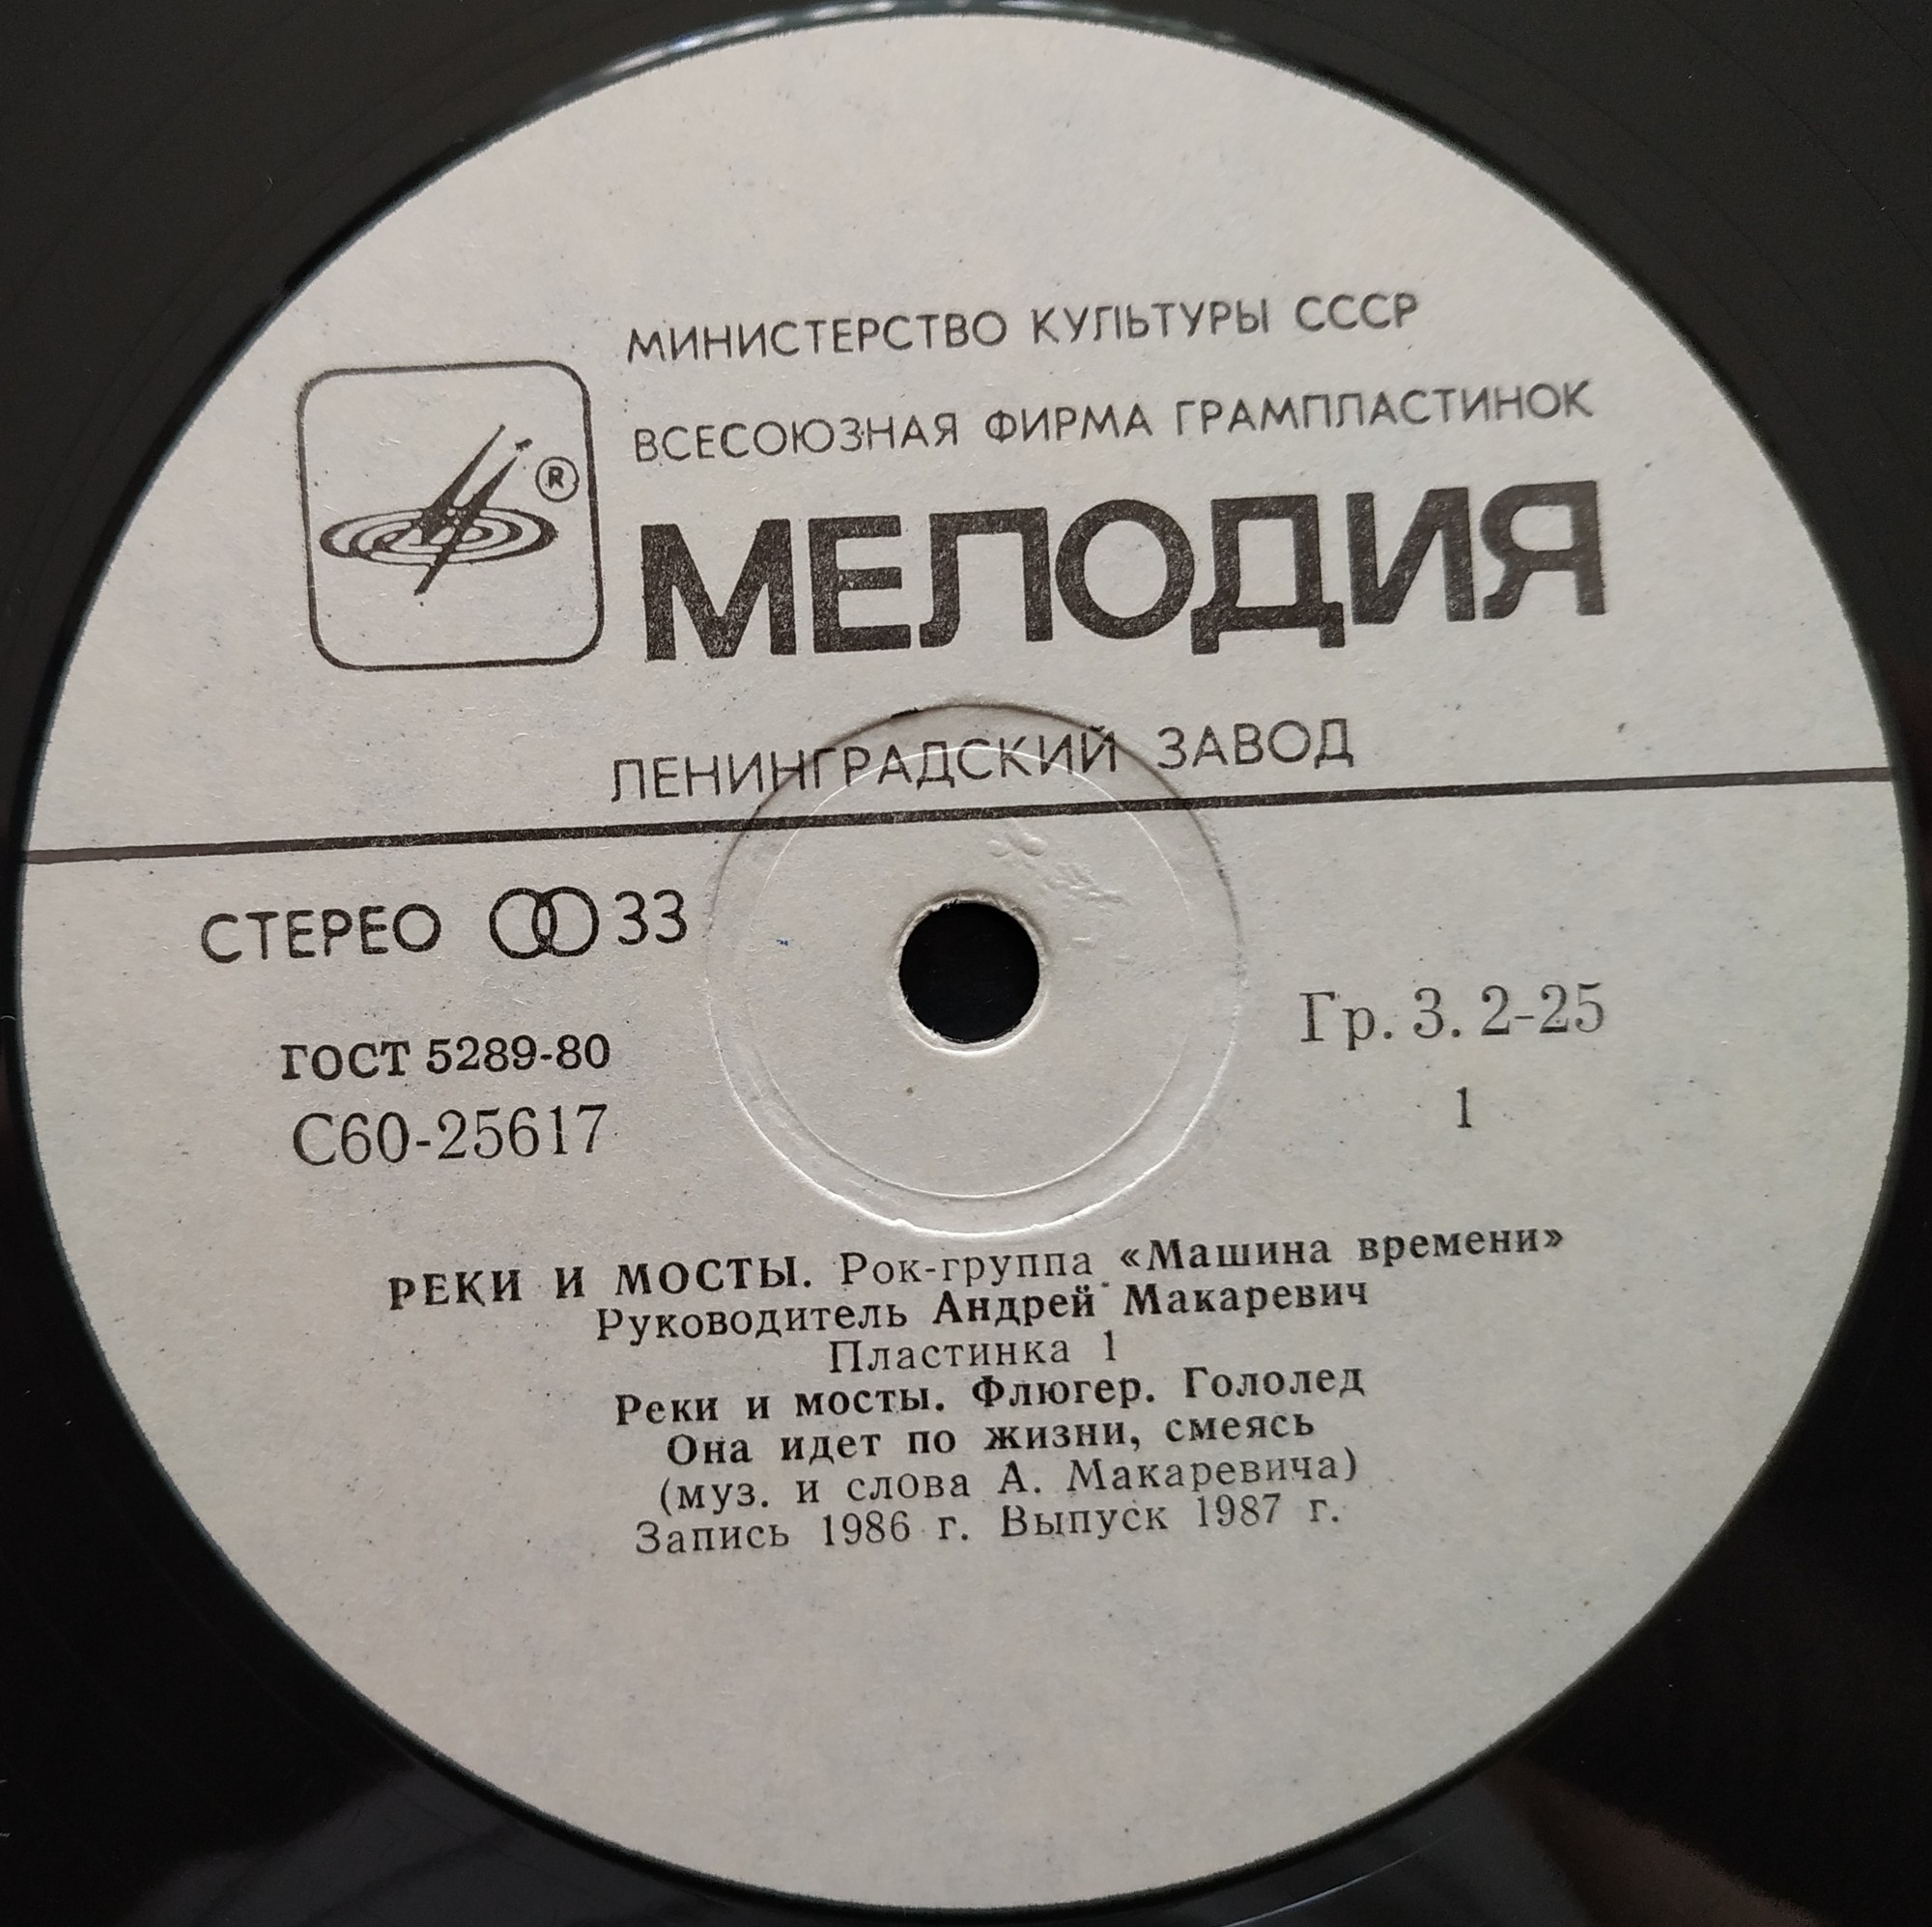 МИНИСТЕРСТВО КУЛЬТУРЫ СССР
ВСЕСОЮЗНАЯ ФИРМА ГРАМПЛАСТИНОК
®
МЕЛОДИЯ
ЛЕНИНГРАДСКИЙ ЗАВОД
СТЕРЕО 33
Гр. 3. 2-25
ГОСТ 5289-80
С60-25617
1
РЕКИ И МОСТЫ. Рок-группа «Машина времени»
Руководитель Андрей Макаревич
Пластинка 1
Реки и мосты. Флюгер. Гололед
Она идет по жизни, смеясь
(муз. и слова А. Макаревича)
Запись 1986 г. Выпуск 1987 г.